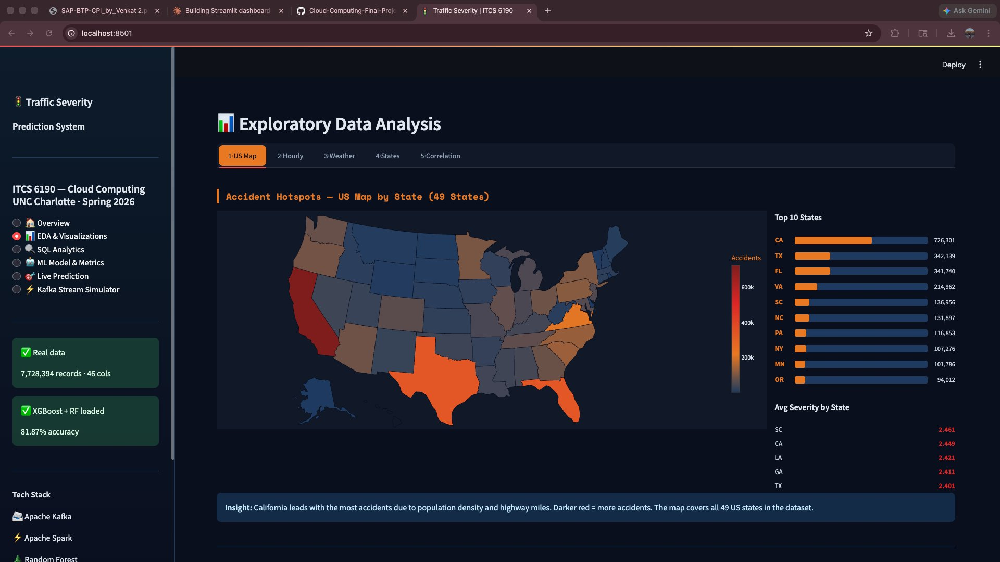 SAP-BTP-CPI_by_Venkat 2.p
Building Streamlit dashboard
Cloud-Computing-Final-Proje
Traffic Severity | ITCS 6190
Ask Gemini
localhost:8501
Deploy
Traffic Severity
Prediction System
ITCS 6190 — Cloud Computing
UNC Charlotte · Spring 2026
Overview
EDA & Visualizations
SQL Analytics
ML Model & Metrics
Live Prediction
Kafka Stream Simulator
Real data
7,728,394 records · 46 cols
XGBoost + RF loaded
81.87% accuracy
Tech Stack
Apache Kafka
Apache Spark
Random Forest
Exploratory Data Analysis
1·US Map 2·Hourly 3·Weather 4·States 5·Correlation
Accident Hotspots — US Map by State (49 States)
Accidents
600k
400k
200k
Top 10 States
CA 726,301
TX 342,139
FL 341,740
VA 214,962
SC 136,956
NC 131,897
PA 116,853
NY 107,276
MN 101,786
OR 94,012
Avg Severity by State
SC 2.461
CA 2.449
LA 2.421
GA 2.411
TX 2.401
Insight: California leads with the most accidents due to population density and highway miles. Darker red = more accidents. The map covers all 49 US states in the dataset.